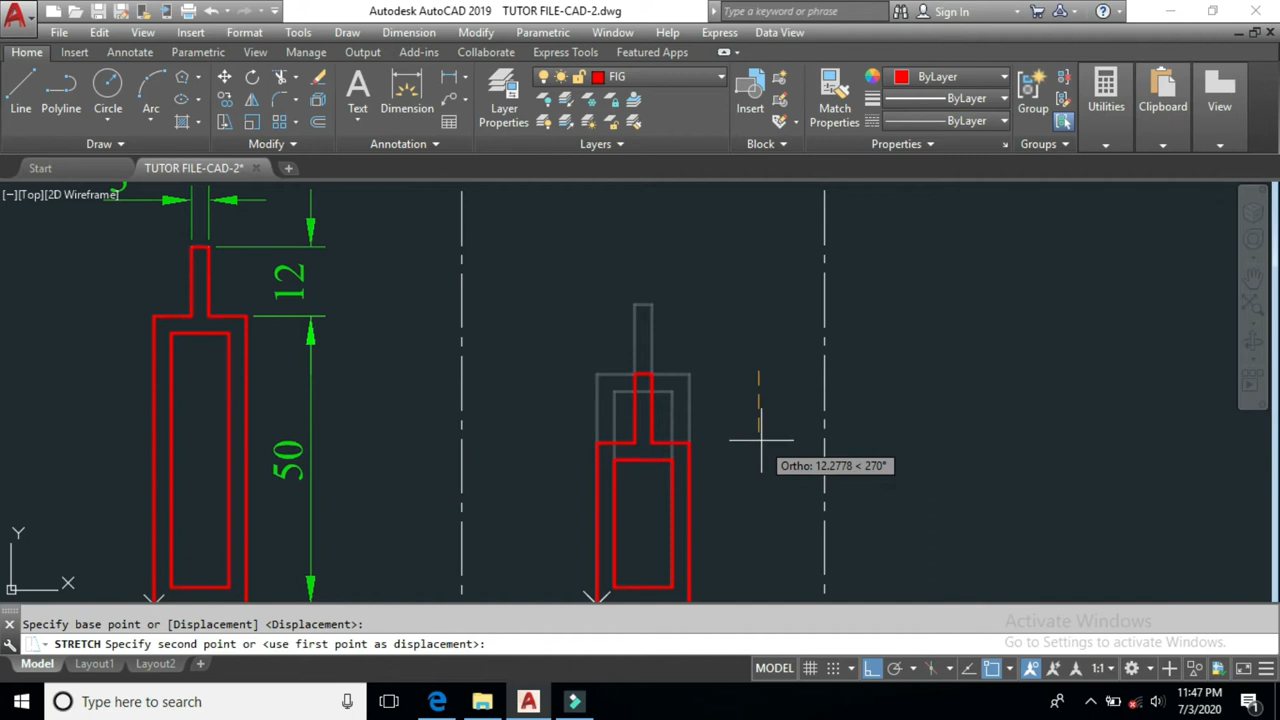 Autodesk AutoCAD 2019 TUTOR FILE-CAD-2.dwg
Type a keyword or phrase
Sign In
File Edit View Insert Format Tools Draw Dimension Modify Parametric Window Help Express Data View
Home Insert Annotate Parametric View Manage Output Add-ins Collaborate Express Tools Featured Apps
FIG
ByLayer
Line Polyline Circle Arc Text Dimension Layer Properties Insert Match Properties Group Utilities Clipboard View
ByLayer
ByLayer
Draw Modify Annotation Layers Block Properties Groups
Start TUTOR FILE-CAD-2*
[−][Top][2D Wireframe]
12
50
Ortho: 12.2778 < 270°
Y
X
Specify base point or [Displacement] <Displacement>:
STRETCH Specify second point or <use first point as displacement>:
Activate Windows
Go to Settings to activate Windows.
Model Layout1 Layout2
MODEL 1:1
Type here to search
11:47 PM
7/3/2020
1